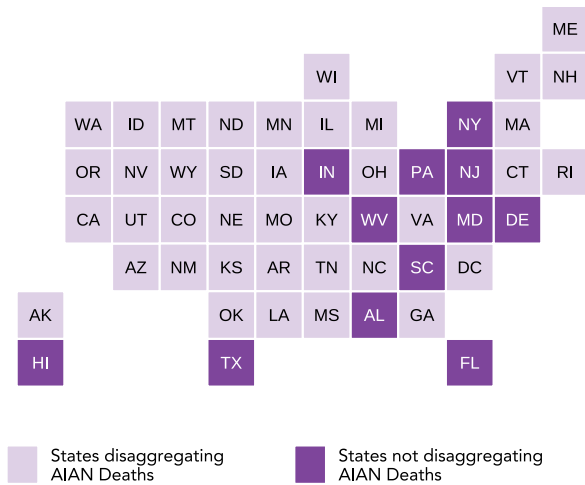 ME
WI VT NH
WA ID MT ND MN IL MI NY MA
OR NV WY SD IA IN OH PA NJ CT RI
CA UT CO NE MO KY WV VA MD DE
AZ NM KS AR TN NC SC DC
AK OK LA MS AL GA
HI TX FL
States disaggregating
AIAN Deaths
States not disaggregating
AIAN Deaths